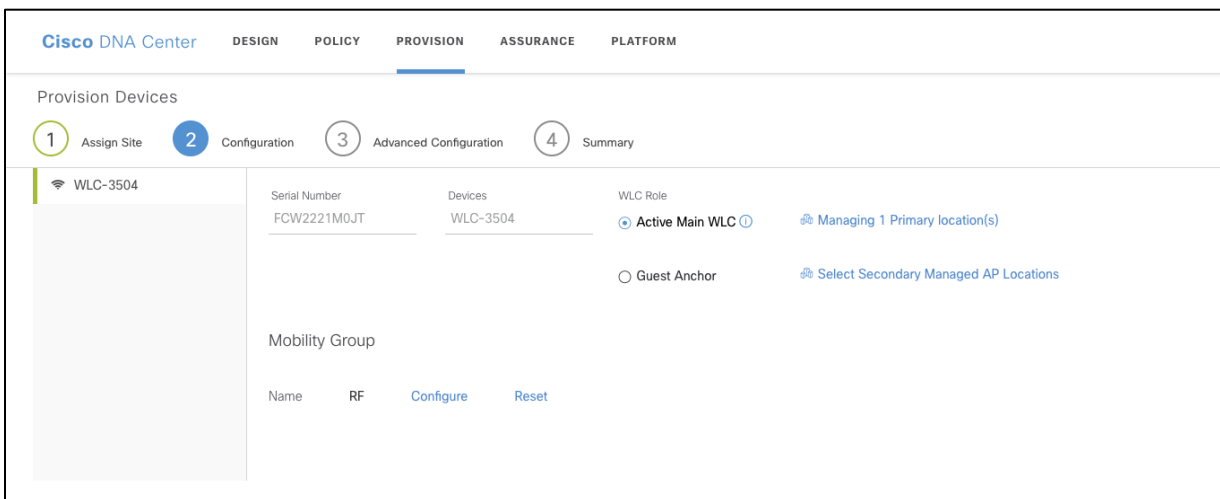 Cisco DNA Center DESIGN POLICY PROVISION ASSURANCE PLATFORM
Provision Devices
1 Assign Site 2 Configuration 3 Advanced Configuration 4 Summary
WLC-3504
Serial Number Devices WLC Role
FCW2221M0JT WLC-3504 Active Main WLC Managing 1 Primary location(s)
Guest Anchor Select Secondary Managed AP Locations
Mobility Group
Name RF Configure Reset